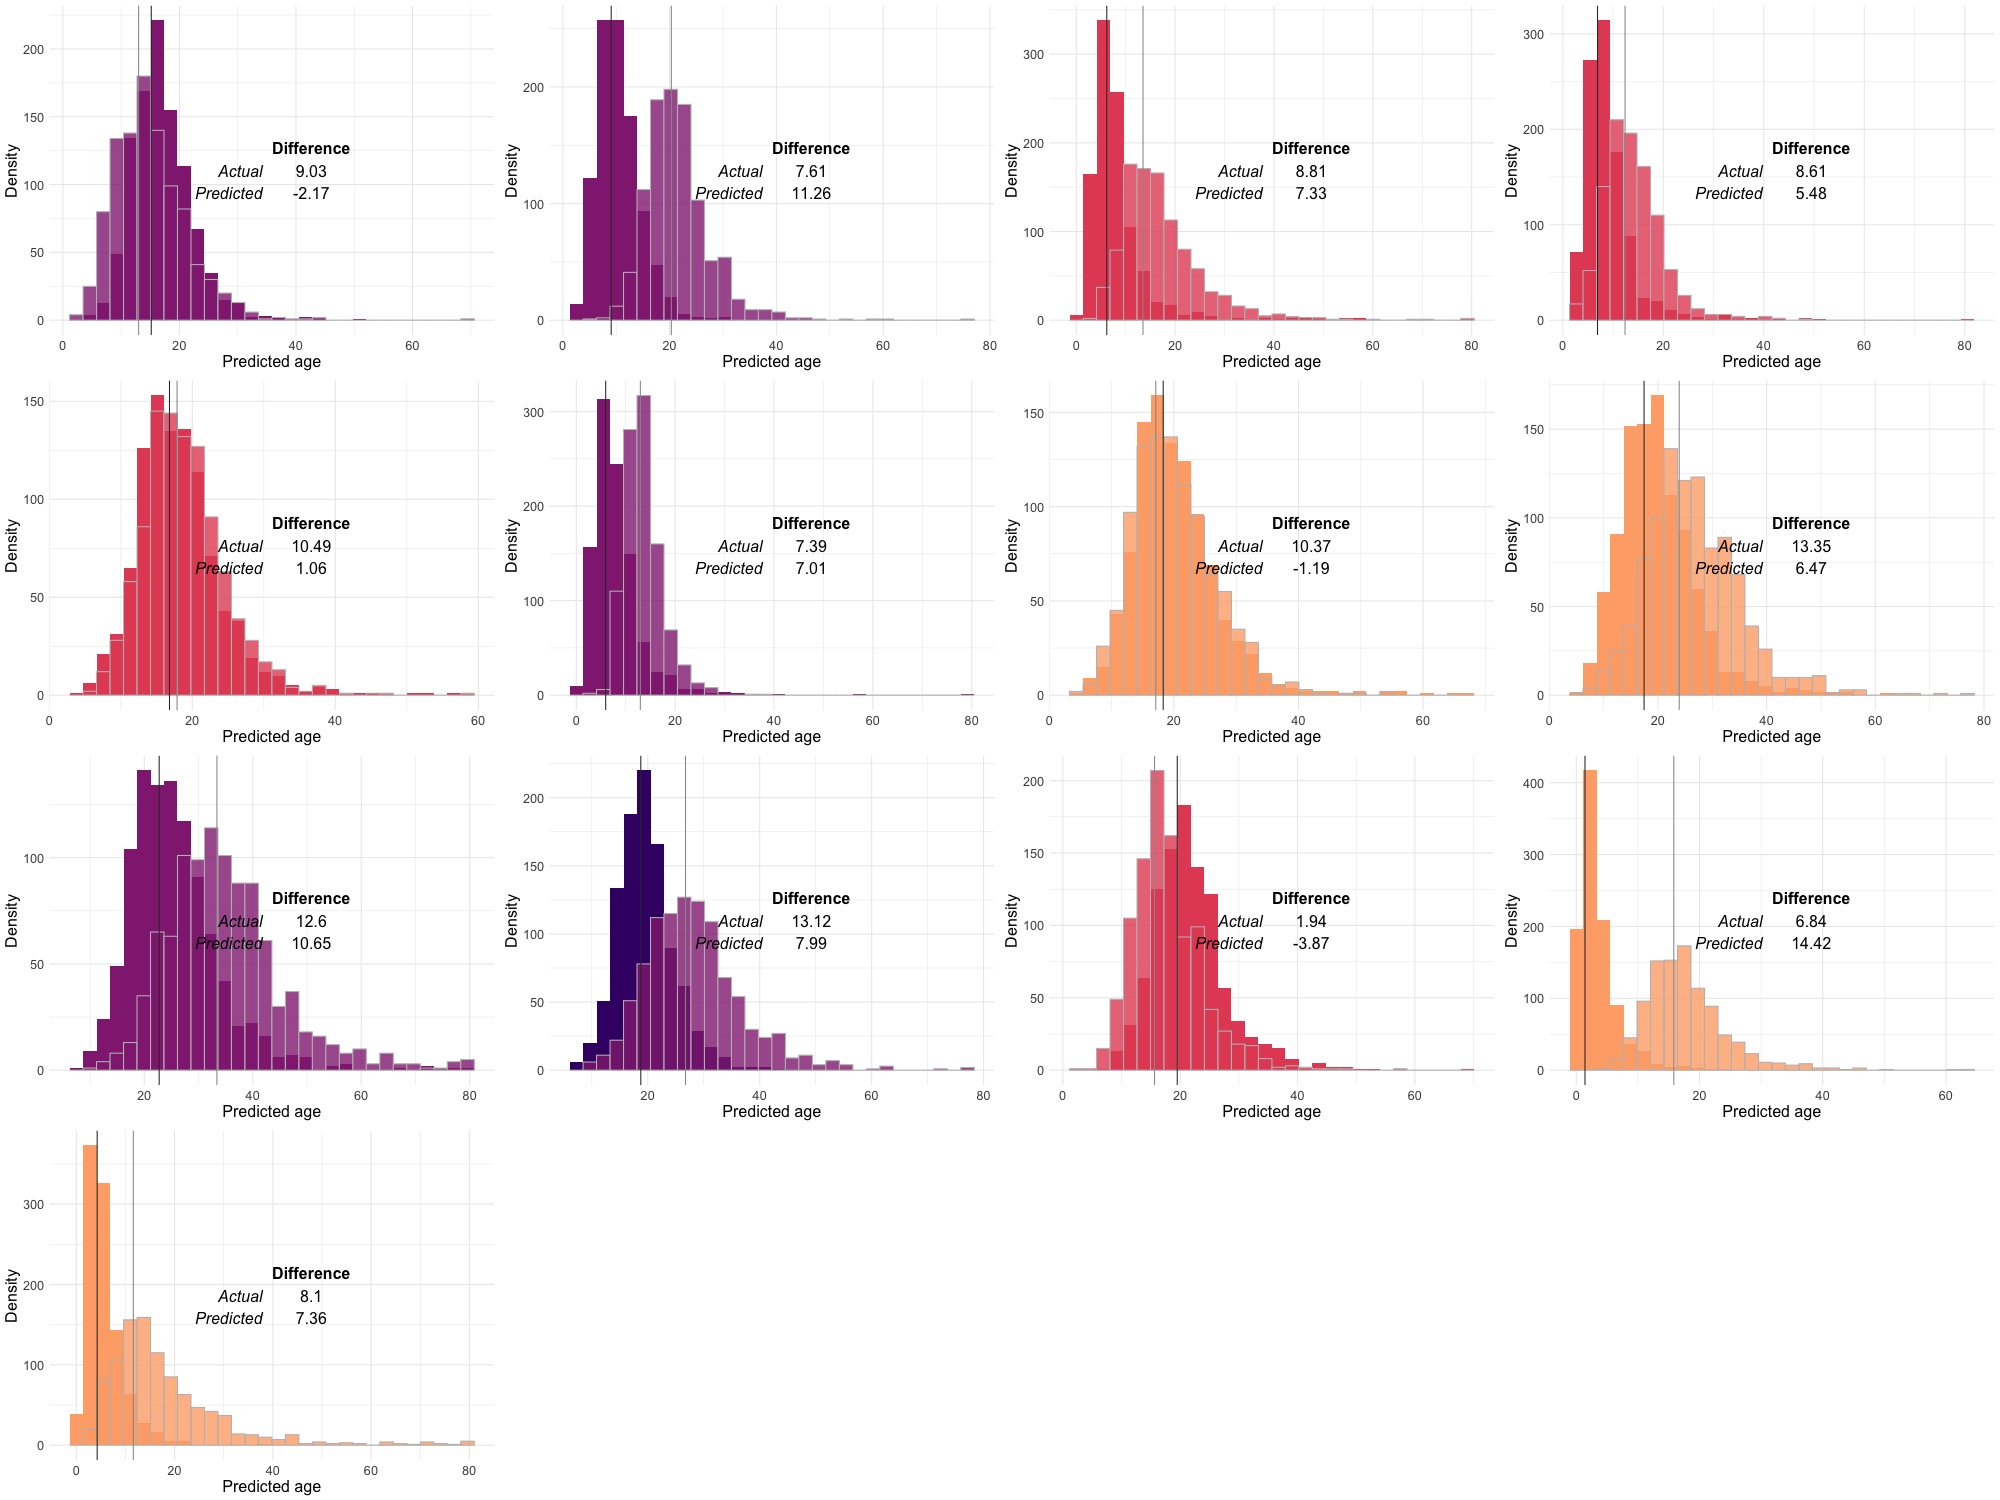 Density
200
150
100
50
0
Difference
Actual 9.03
Predicted -2.17
0 20 40 60
Predicted age
Density
200
100
0
Difference
Actual 7.61
Predicted 11.26
0 20 40 60 80
Predicted age
Density
300
200
100
0
Difference
Actual 8.81
Predicted 7.33
0 20 40 60 80
Predicted age
Density
300
200
100
0
Difference
Actual 8.61
Predicted 5.48
0 20 40 60 80
Predicted age
Density
150
100
50
0
Difference
Actual 10.49
Predicted 1.06
0 20 40 60
Predicted age
Density
300
200
100
0
Difference
Actual 7.39
Predicted 7.01
0 20 40 60 80
Predicted age
Density
150
100
50
0
Difference
Actual 10.37
Predicted -1.19
0 20 40 60
Predicted age
Density
150
100
50
0
Difference
Actual 13.35
Predicted 6.47
0 20 40 60 80
Predicted age
Density
100
50
0
Difference
Actual 12.6
Predicted 10.65
20 40 60 80
Predicted age
Density
200
150
100
50
0
Difference
Actual 13.12
Predicted 7.99
20 40 60 80
Predicted age
Density
200
150
100
50
0
Difference
Actual 1.94
Predicted -3.87
0 20 40 60
Predicted age
Density
400
300
200
100
0
Difference
Actual 6.84
Predicted 14.42
0 20 40 60
Predicted age
Density
300
200
100
0
Difference
Actual 8.1
Predicted 7.36
0 20 40 60 80
Predicted age